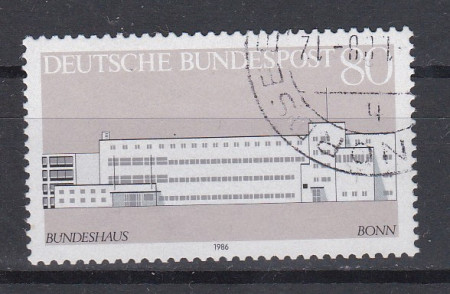 DEUTSCHE BUNDESPOST 80
BUNDESHAUS
BONN
1986